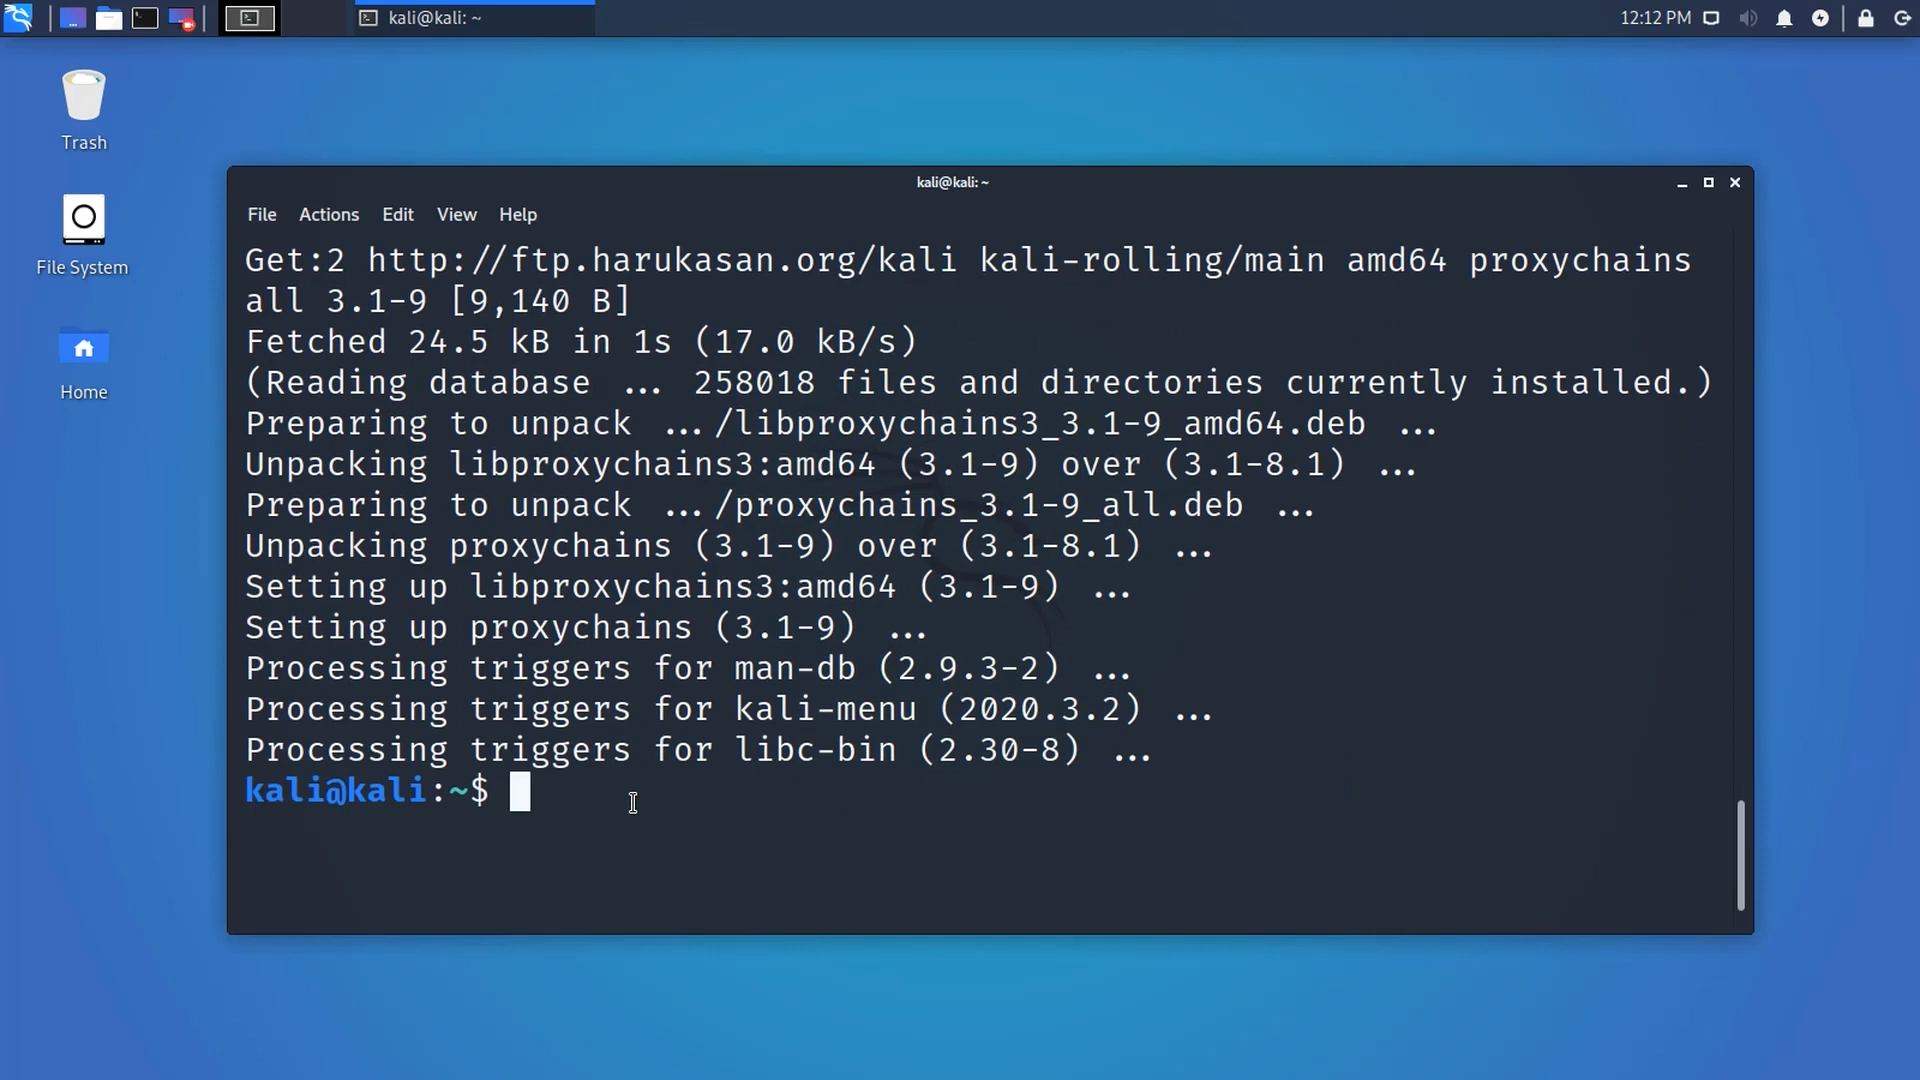 kali@kali: ~
12:12 PM
Trash
File System
Home
kali@kali: ~
File Actions Edit View Help
Get:2 http://ftp.harukasan.org/kali kali-rolling/main amd64 proxychains
all 3.1-9 [9,140 B]
Fetched 24.5 kB in 1s (17.0 kB/s)
(Reading database ... 258018 files and directories currently installed.)
Preparing to unpack .../libproxychains3_3.1-9_amd64.deb ...
Unpacking libproxychains3:amd64 (3.1-9) over (3.1-8.1) ...
Preparing to unpack .../proxychains_3.1-9_all.deb ...
Unpacking proxychains (3.1-9) over (3.1-8.1) ...
Setting up libproxychains3:amd64 (3.1-9) ...
Setting up proxychains (3.1-9) ...
Processing triggers for man-db (2.9.3-2) ...
Processing triggers for kali-menu (2020.3.2) ...
Processing triggers for libc-bin (2.30-8) ...
kali@kali:~$